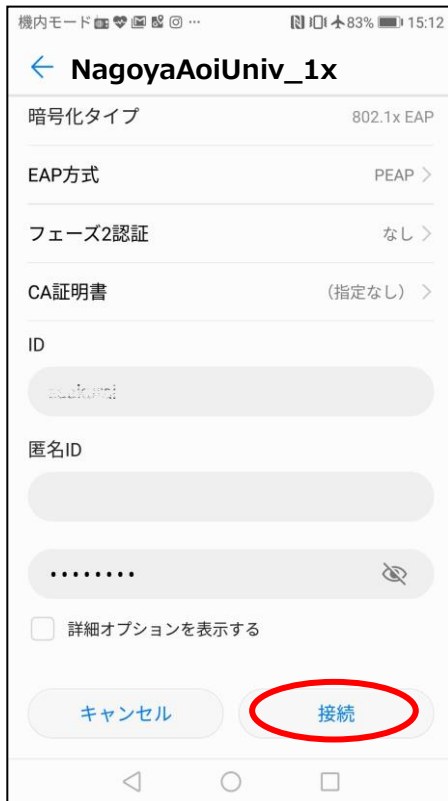 機内モード … 83% 15:12
← NagoyaAoiUniv_1x
暗号化タイプ 802.1x EAP
EAP方式 PEAP >
フェーズ2認証 なし >
CA証明書 (指定なし) >
ID
匿名ID
••••••••
詳細オプションを表示する
キャンセル 接続